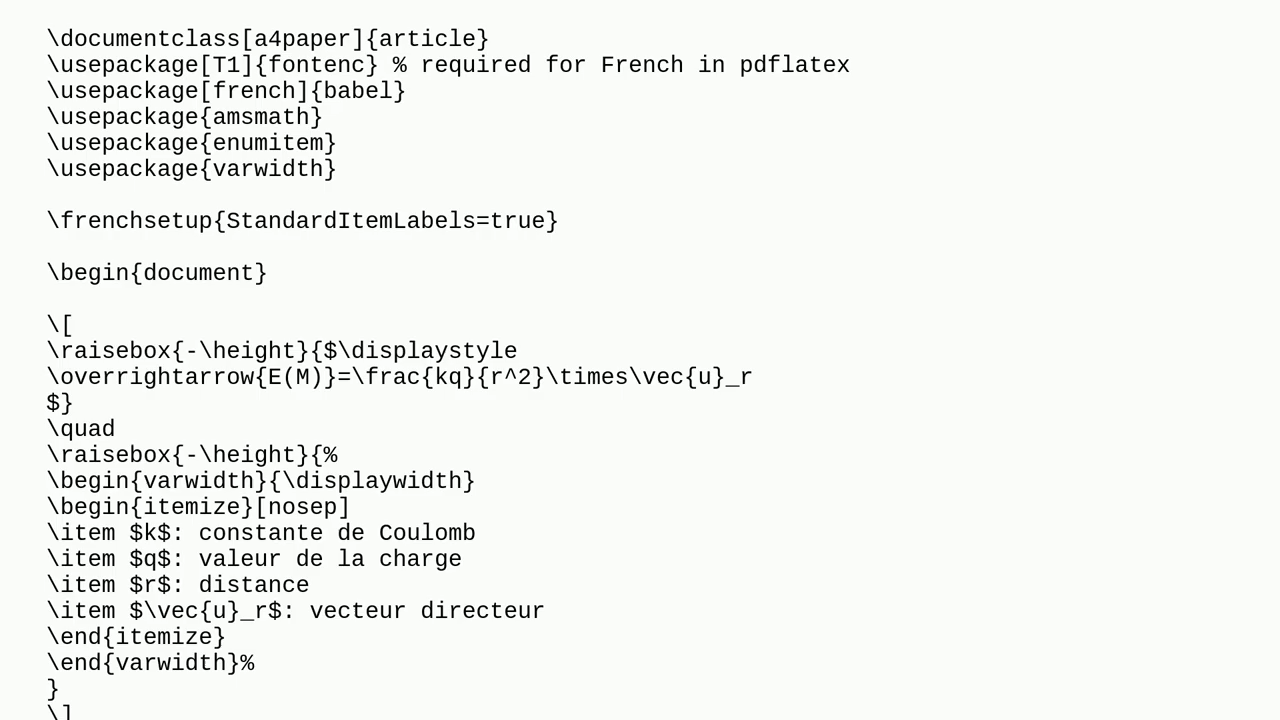 \documentclass[a4paper]{article}
\usepackage[T1]{fontenc} % required for French in pdflatex
\usepackage[french]{babel}
\usepackage{amsmath}
\usepackage{enumitem}
\usepackage{varwidth}
\frenchsetup{StandardItemLabels=true}
\begin{document}
\[
\raisebox{-\height}{$\displaystyle
\overrightarrow{E(M)}=\frac{kq}{r^2}\times\vec{u}_r
$}
\quad
\raisebox{-\height}{%
\begin{varwidth}{\displaywidth}
\begin{itemize}[nosep]
\item $k$: constante de Coulomb
\item $q$: valeur de la charge
\item $r$: distance
\item $\vec{u}_r$: vecteur directeur
\end{itemize}
\end{varwidth}%
}
\]